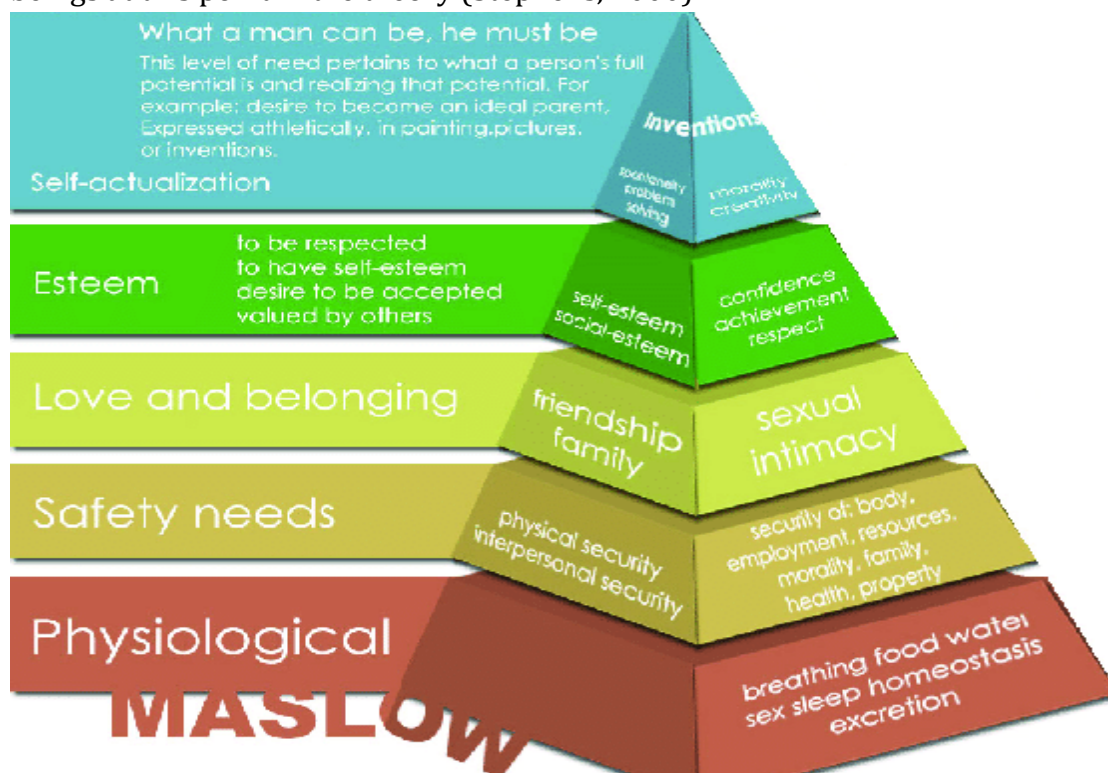 What a man can be, he must be
This level of need pertains to what a person's full
potential is and realizing that potential. For
example: desire to become an ideal parent,
Expressed athletically, in painting,pictures,
or inventions.
Self-actualization
inventions
spontaneity
problem
solving
morality
creativity
Esteem
to be respected
to have self-esteem
desire to be accepted
valued by others
self-esteem
social-esteem
confidence
achievement
respect
Love and belonging
friendship
family
sexual
intimacy
Safety needs
physical security
interpersonal security
security of: body,
employment, resources,
morality, family,
health, property
Physiological
breathing food water
sex sleep homeostasis
excretion
MASLOW